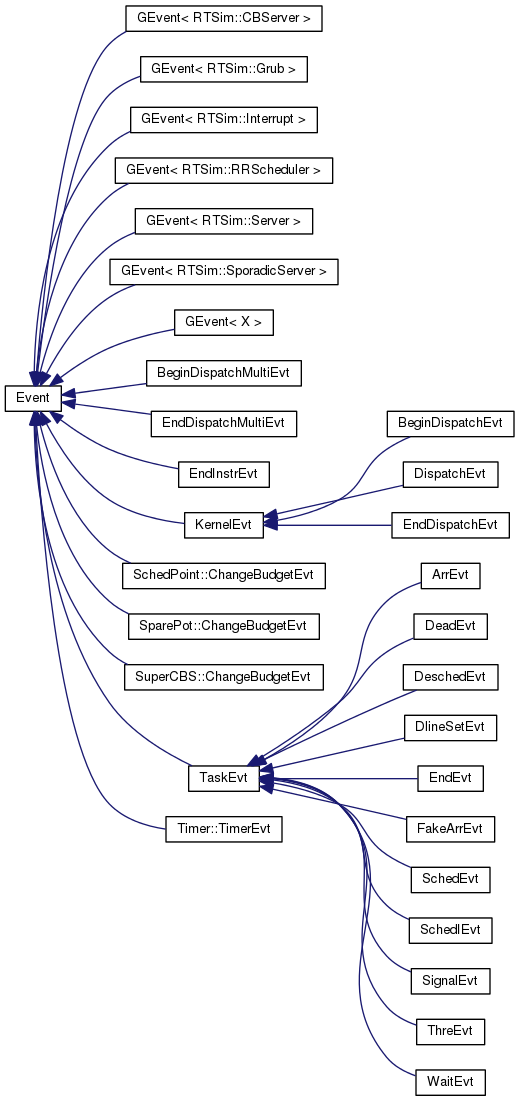 GEvent< RTSim::CBServer >
GEvent< RTSim::Grub >
GEvent< RTSim::Interrupt >
GEvent< RTSim::RRScheduler >
GEvent< RTSim::Server >
GEvent< RTSim::SporadicServer >
GEvent< X >
BeginDispatchMultiEvt
Event
EndDispatchMultiEvt
BeginDispatchEvt
EndInstrEvt
DispatchEvt
KernelEvt
EndDispatchEvt
SchedPoint::ChangeBudgetEvt
ArrEvt
SparePot::ChangeBudgetEvt
DeadEvt
SuperCBS::ChangeBudgetEvt
DeschedEvt
DlineSetEvt
TaskEvt
EndEvt
Timer::TimerEvt
FakeArrEvt
SchedEvt
SchedIEvt
SignalEvt
ThreEvt
WaitEvt